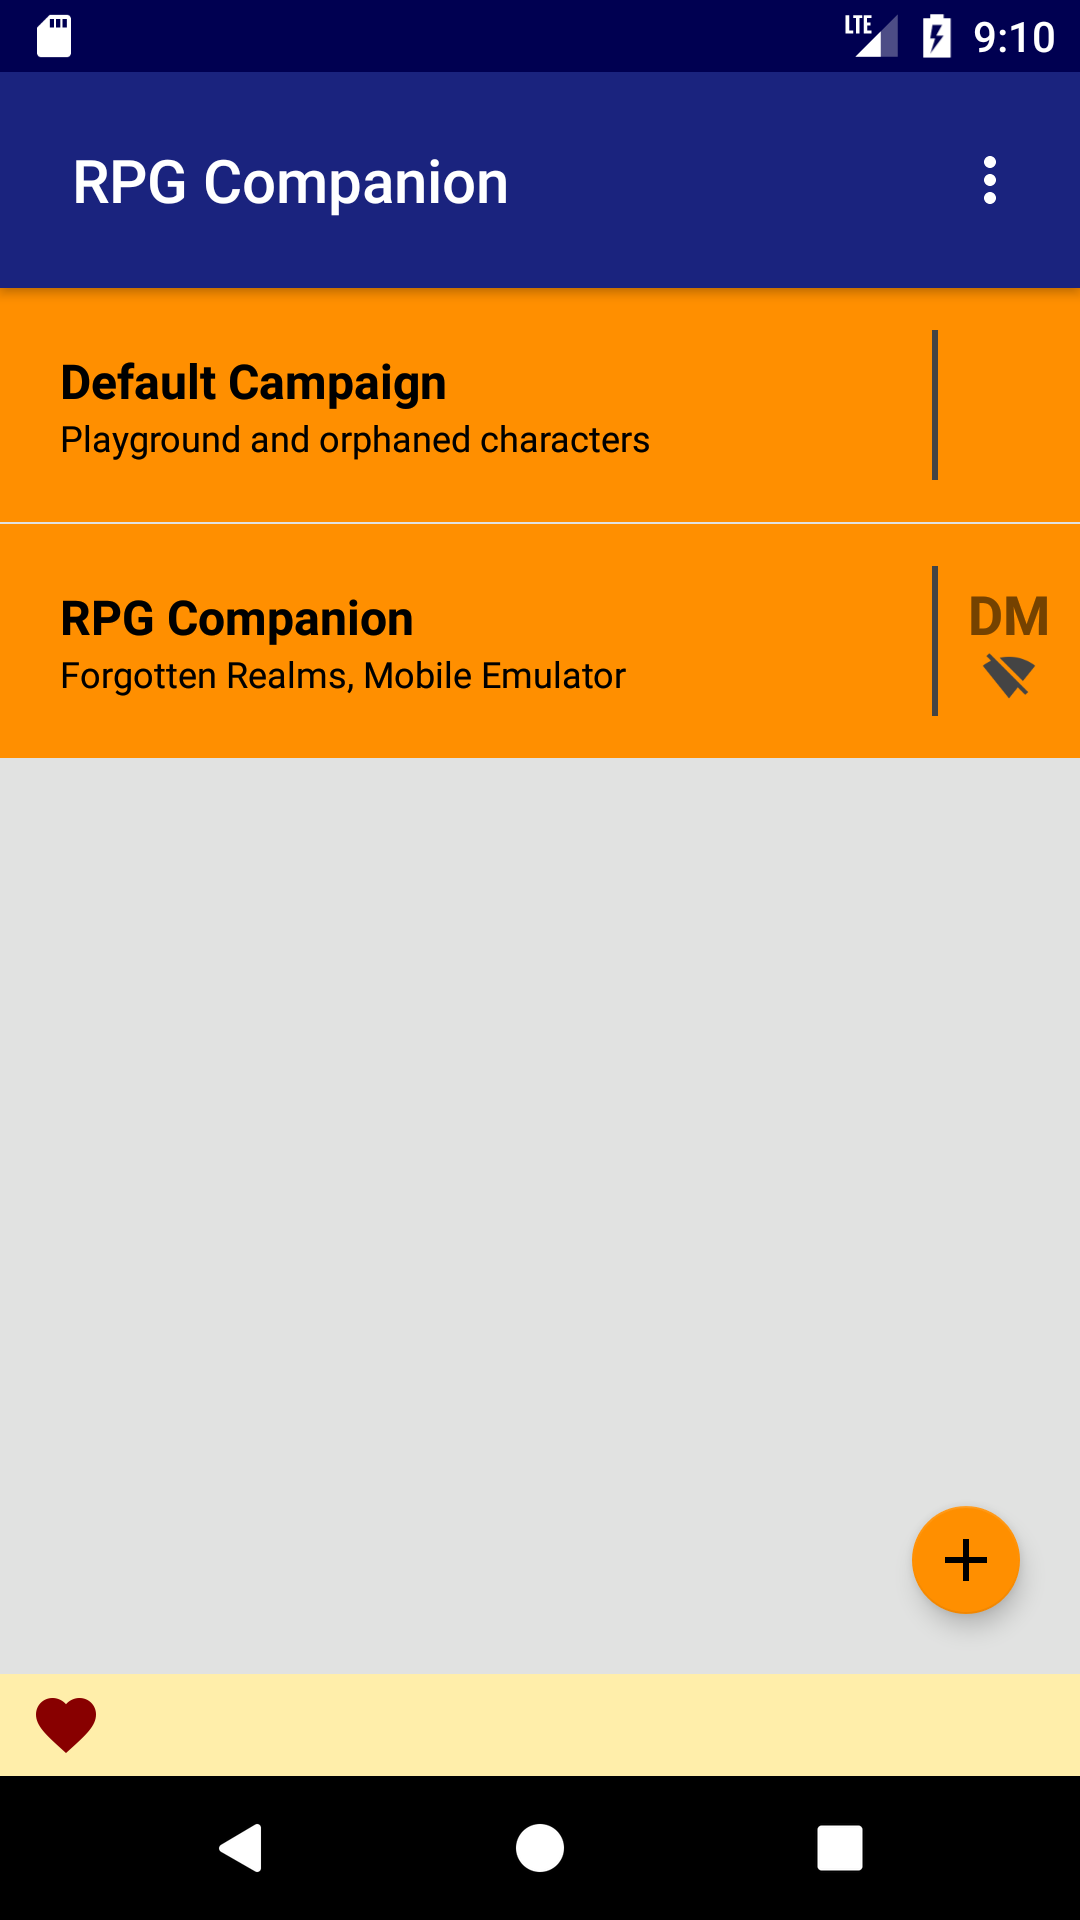 LTE 9:10
RPG Companion
Default Campaign
Playground and orphaned characters
RPG Companion
DM
Forgotten Realms, Mobile Emulator